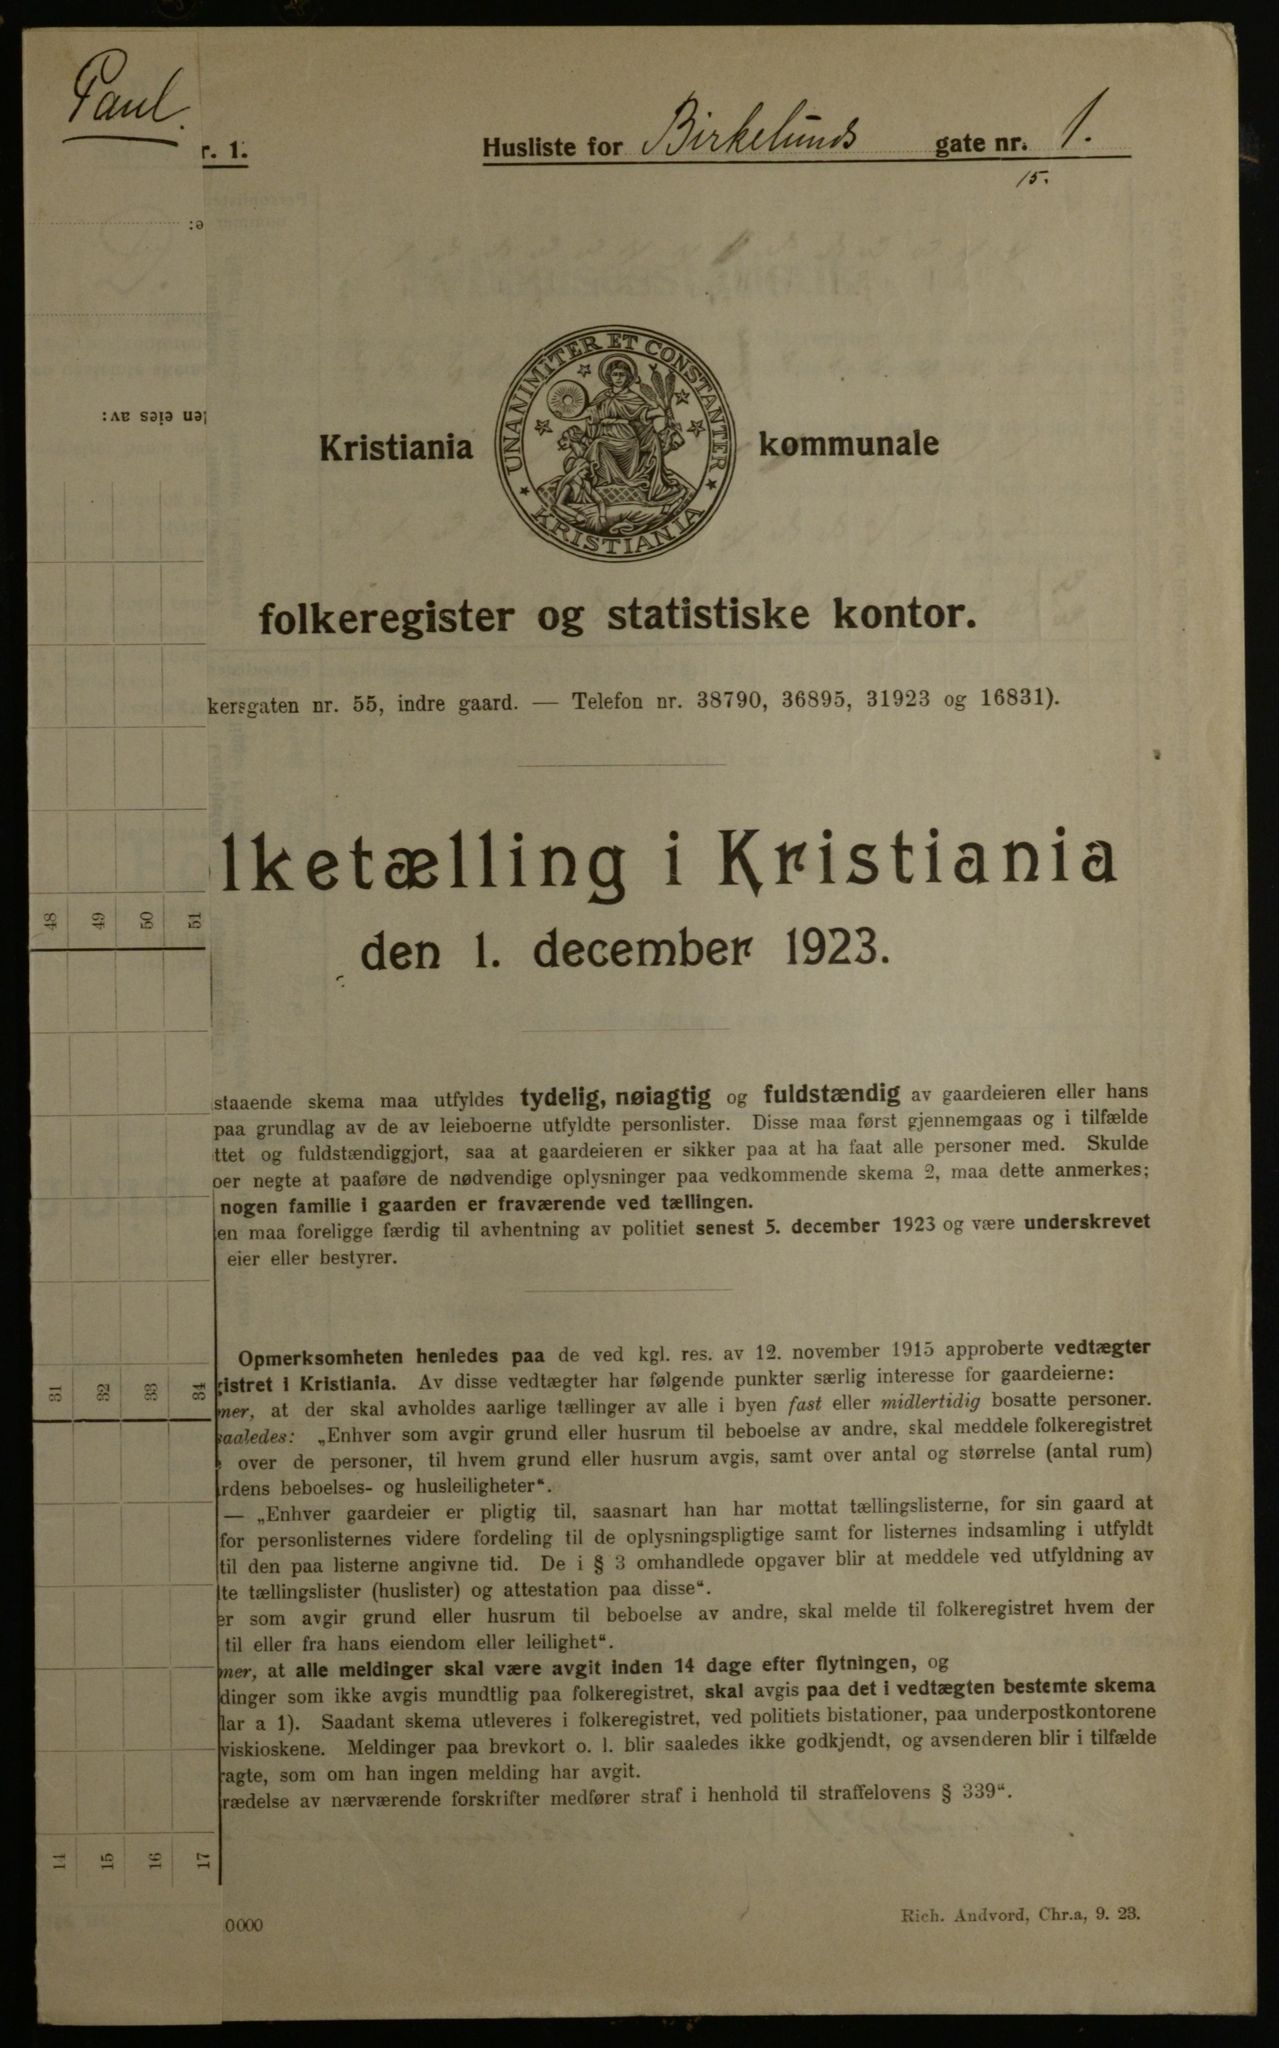 Paul.
r. 1.
Husliste for Birkelunds gate nr. 1.
15.
UNANIMITER ET CONSTANTER
KRISTIANIA
Kristiania kommunale
folkeregister og statistiske kontor.
kersgaten nr. 55, indre gaard. — Telefon nr. 38790, 36895, 31923 og 16831).
lketælling i Kristiania
den 1. december 1923.
staaende skema maa utfyldes tydelig, nøiagtig og fuldstændig av gaardeieren eller hans
paa grundlag av de av leieboerne utfyldte personlister. Disse maa først gjennemgaas og i tilfælde
ttet og fuldstændiggjort, saa at gaardeieren er sikker paa at ha faat alle personer med. Skulde
oer negte at paaføre de nødvendige oplysninger paa vedkommende skema 2, maa dette anmerkes;
nogen familie i gaarden er fraværende ved tællingen.
en maa foreligge færdig til avhentning av politiet senest 5. december 1923 og være underskrevet
eier eller bestyrer.
Opmerksomheten henledes paa de ved kgl. res. av 12. november 1915 approberte vedtægter
istret i Kristiania. Av disse vedtægter har følgende punkter særlig interesse for gaardeierne:
mer, at der skal avholdes aarlige tællinger av alle i byen fast eller midlertidig bosatte personer.
saaledes: „Enhver som avgir grund eller husrum til beboelse av andre, skal meddele folkeregistret
over de personer, til hvem grund eller husrum avgis, samt over antal og størrelse (antal rum)
rdens beboelses- og husleiligheter“.
— „Enhver gaardeier er pligtig til, saasnart han har mottat tællingslisterne, for sin gaard at
for personlisternes videre fordeling til de oplysningspligtige samt for listernes indsamling i utfyldt
til den paa listerne angivne tid. De i § 3 omhandlede opgaver blir at meddele ved utfyldning av
te tællingslister (huslister) og attestation paa disse“.
er som avgir grund eller husrum til beboelse av andre, skal melde til folkeregistret hvem der
til eller fra hans eiendom eller leilighet“.
mer, at alle meldinger skal være avgit inden 14 dage efter flytningen, og
dinger som ikke avgis mundtlig paa folkeregistret, skal avgis paa det i vedtægten bestemte skema
lar a 1). Saadant skema utleveres i folkeregistret, ved politiets bistationer, paa underpostkontorene
viskioskene. Meldinger paa brevkort o. l. blir saaledes ikke godkjendt, og avsenderen blir i tilfælde
ragte, som om han ingen melding har avgit.
rædelse av nærværende forskrifter medfører straf i henhold til straffelovens § 339“.
0000
Rich. Andvord, Chr.a, 9. 23.
e:
len eies av:
48 49 50 51
31 32 33 34
14 15 16 17